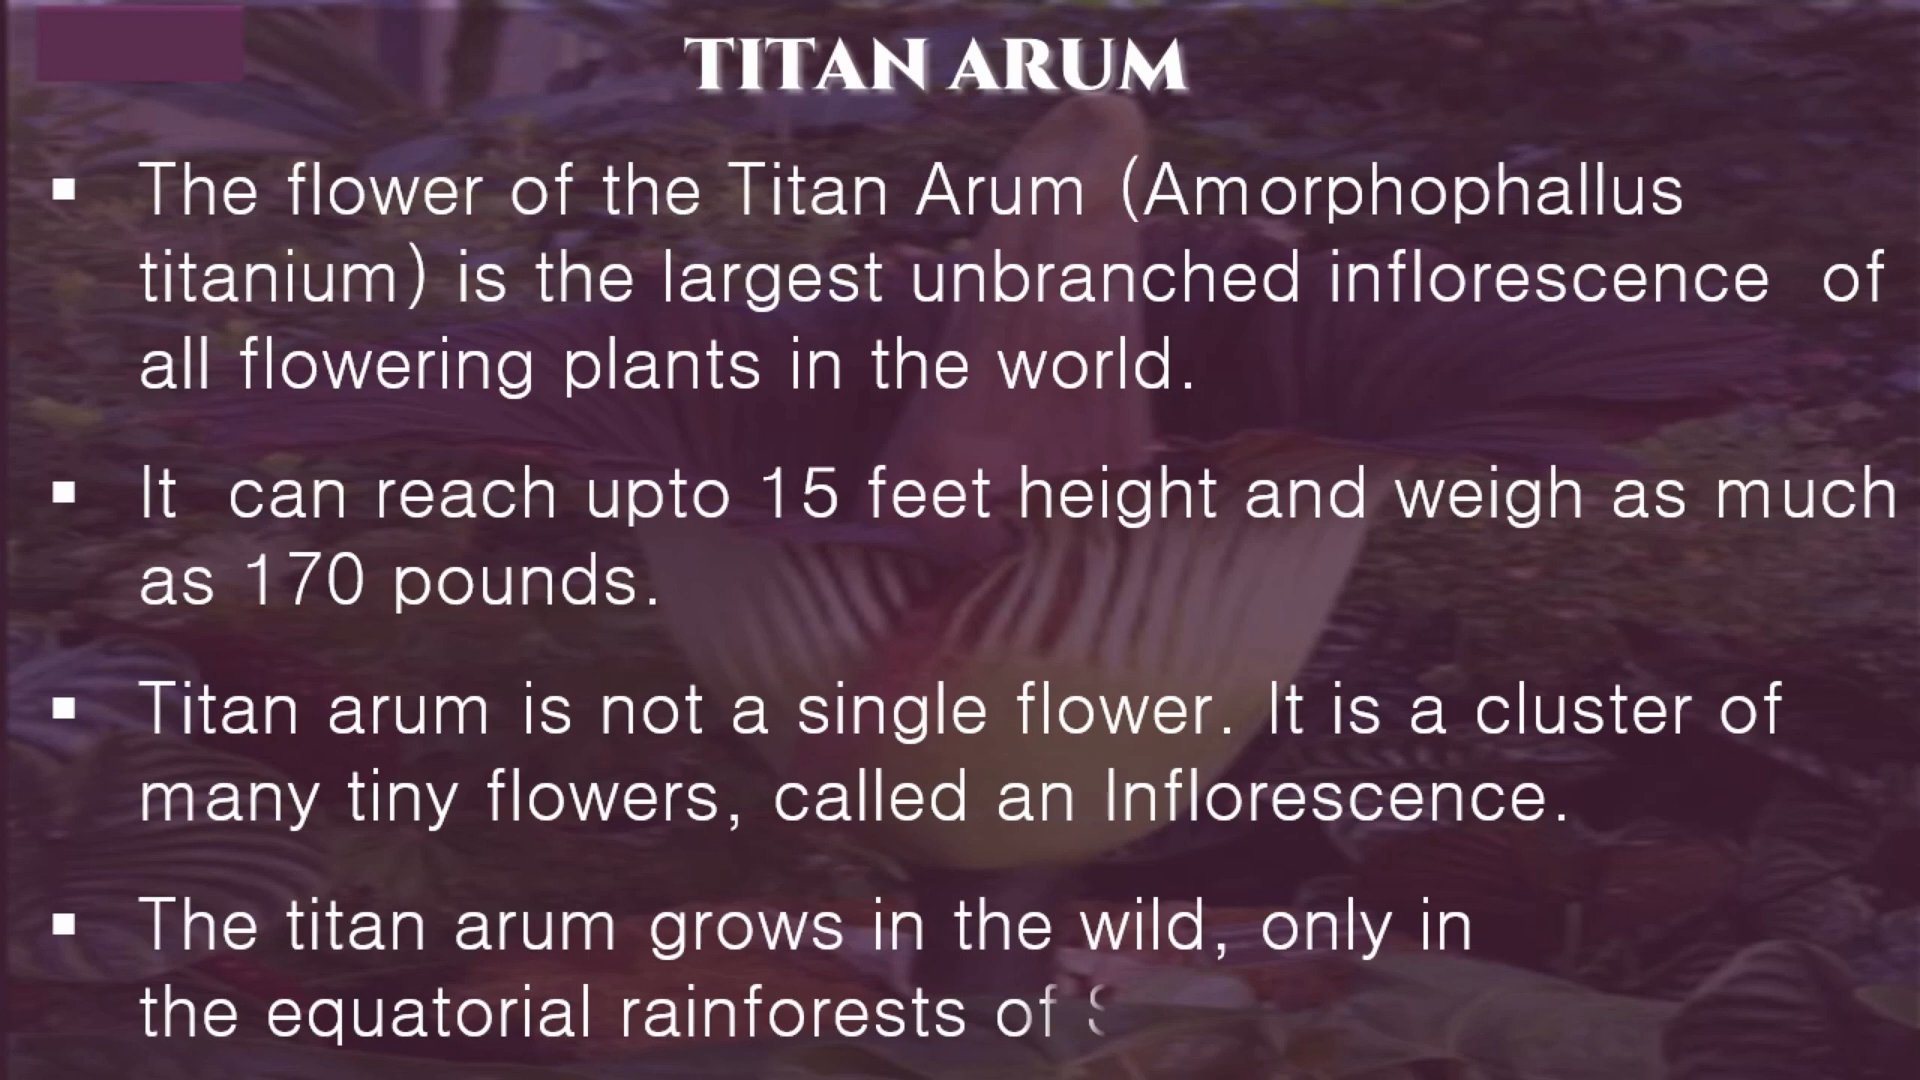 TITAN ARUM
▪ The flower of the Titan Arum (Amorphophallus
titanium) is the largest unbranched inflorescence of
all flowering plants in the world.
▪ It can reach upto 15 feet height and weigh as much
as 170 pounds.
▪ Titan arum is not a single flower. It is a cluster of
many tiny flowers, called an Inflorescence.
▪ The titan arum grows in the wild, only in
the equatorial rainforests of